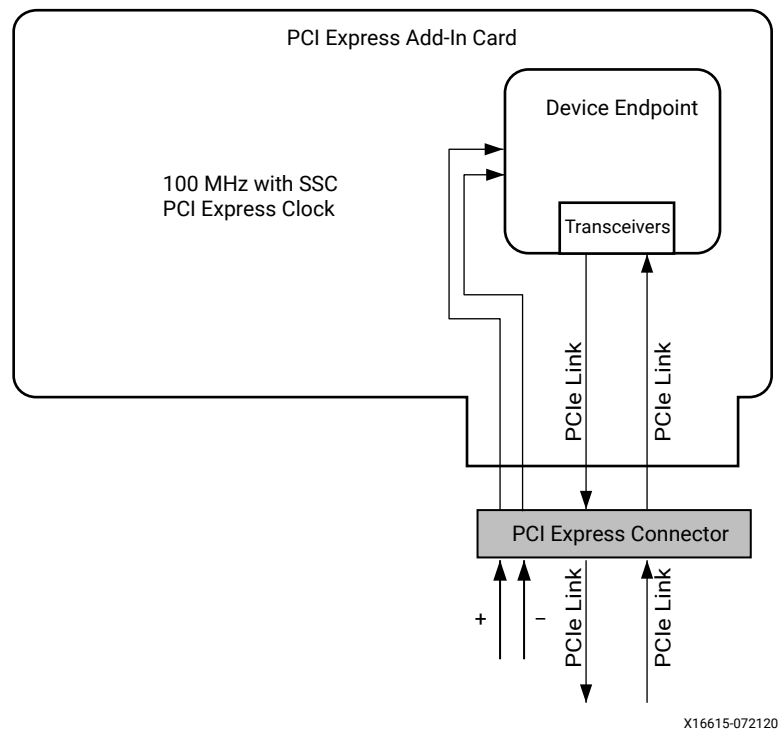 PCI Express Add-In Card
Device Endpoint
100 MHz with SSC
PCI Express Clock
Transceivers
PCIe Link
PCIe Link
PCI Express Connector
+
−
PCIe Link
PCIe Link
X16615-072120